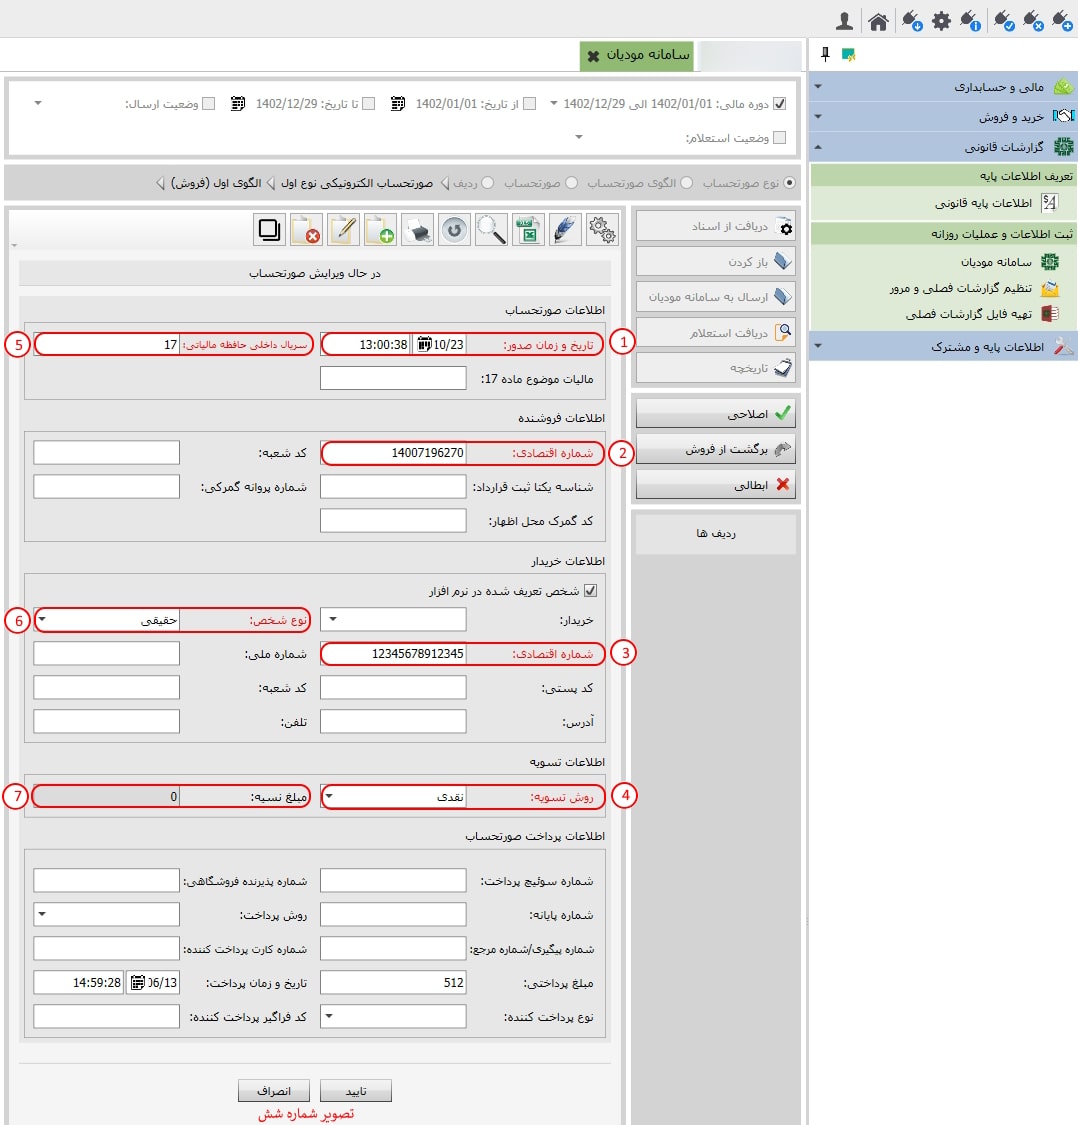 سامانه مودیان
دوره مالی: 1402/01/01 الی 1402/12/29
از تاریخ: 1402/01/01
تا تاریخ: 1402/12/29
وضعیت ارسال:
وضعیت استعلام:
نوع صورتحساب
الگوی صورتحساب
صورتحساب
ردیف
صورتحساب الکترونیکی نوع اول
الگوی اول (فروش)
مالی و حسابداری
خرید و فروش
گزارشات قانونی
تعریف اطلاعات پایه
اطلاعات پایه قانونی
ثبت اطلاعات و عملیات روزانه
سامانه مودیان
تنظیم گزارشات فصلی و مرور
تهیه فایل گزارشات فصلی
اطلاعات پایه و مشترک
دریافت از اسناد
باز کردن
ارسال به سامانه مودیان
دریافت استعلام
تاریخچه
اصلاحی
برگشت از فروش
ابطالی
ردیف ها
در حال ویرایش صورتحساب
اطلاعات صورتحساب
1 تاریخ و زمان صدور: 10/23 13:00:38
سریال داخلی حافظه مالیاتی: 17 5
مالیات موضوع ماده 17:
اطلاعات فروشنده
2 شماره اقتصادی: 14007196270
کد شعبه:
شناسه یکتا ثبت قرارداد:
شماره پروانه گمرکی:
کد گمرک محل اظهار:
اطلاعات خریدار
شخص تعریف شده در نرم افزار
خریدار:
نوع شخص: حقیقی 6
3 شماره اقتصادی: 12345678912345
شماره ملی:
کد پستی:
کد شعبه:
آدرس:
تلفن:
اطلاعات تسویه
4 روش تسویه: نقدی
مبلغ نسیه: 0 7
اطلاعات پرداخت صورتحساب
شماره سوئیچ پرداخت:
شماره پذیرنده فروشگاهی:
شماره پایانه:
روش پرداخت:
شماره پیگیری/شماره مرجع:
شماره کارت پرداخت کننده:
مبلغ پرداختی: 512
تاریخ و زمان پرداخت: 06/13 14:59:28
نوع پرداخت کننده:
کد فراگیر پرداخت کننده:
تایید
انصراف
تصویر شماره شش